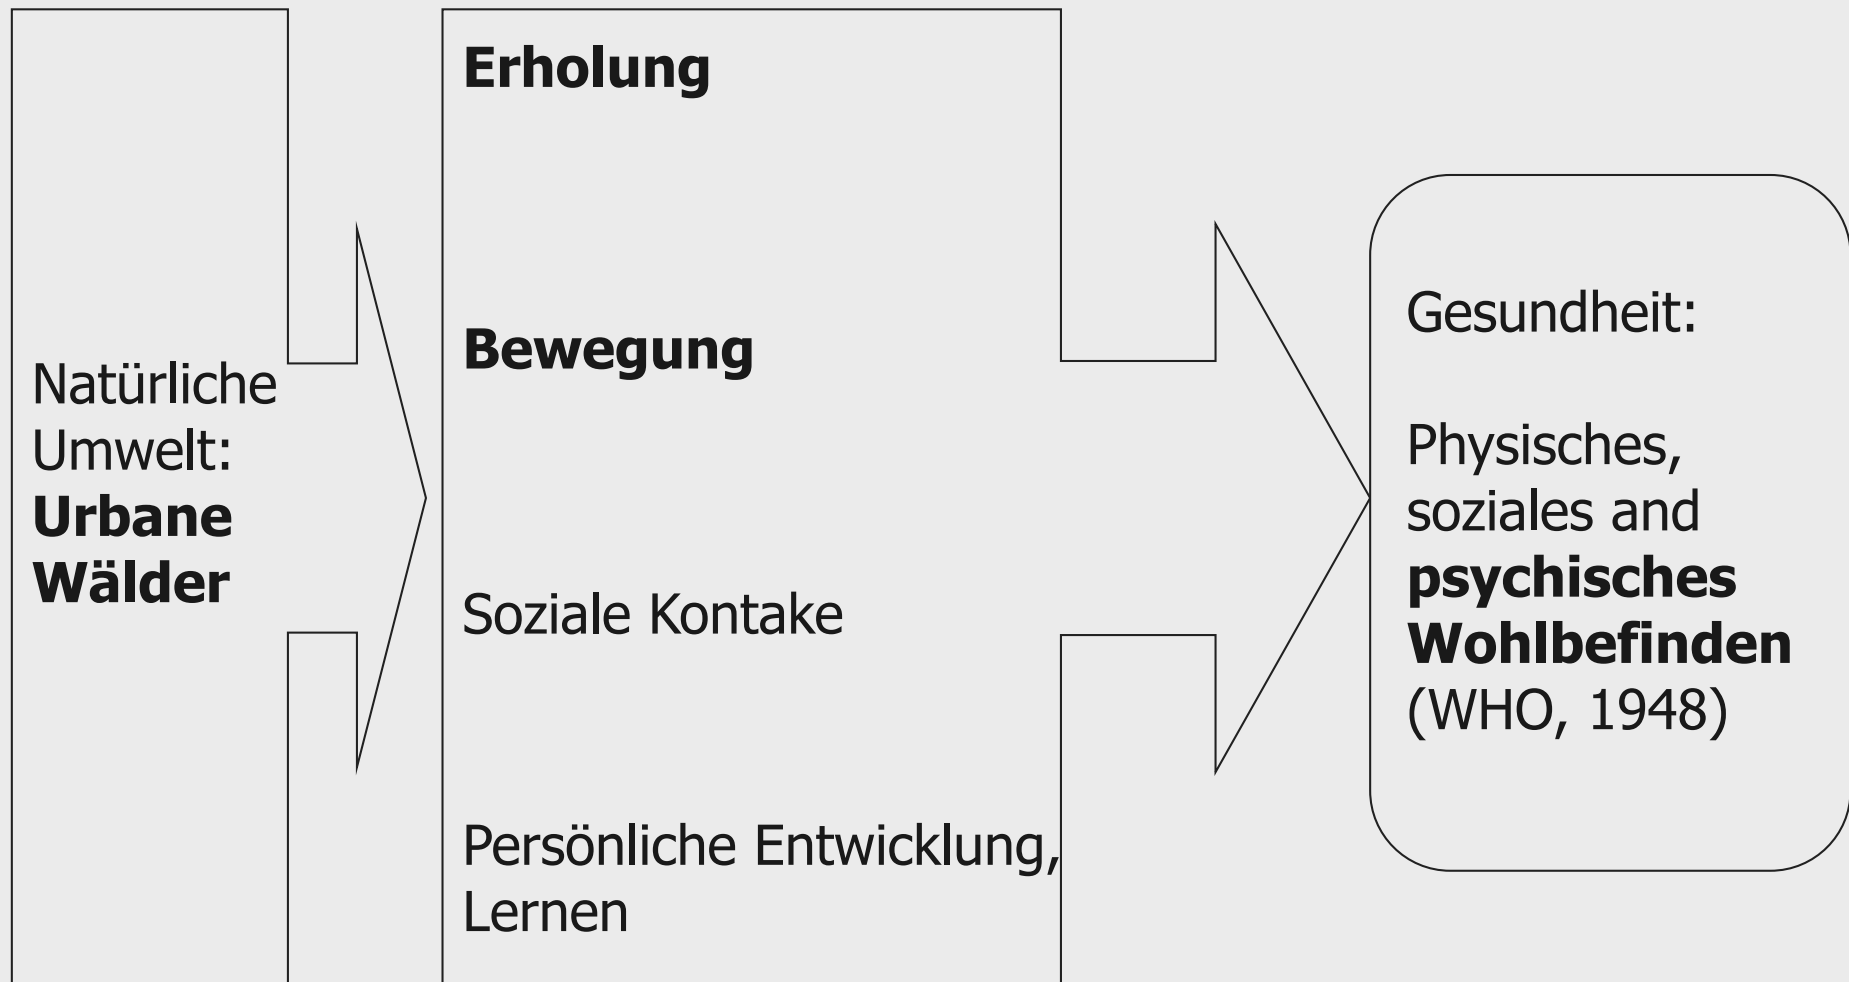 Natürliche
Umwelt:
Urbane
Wälder
Erholung
Bewegung
Soziale Kontake
Persönliche Entwicklung,
Lernen
Gesundheit:
Physisches,
soziales and
psychisches
Wohlbefinden
(WHO, 1948)